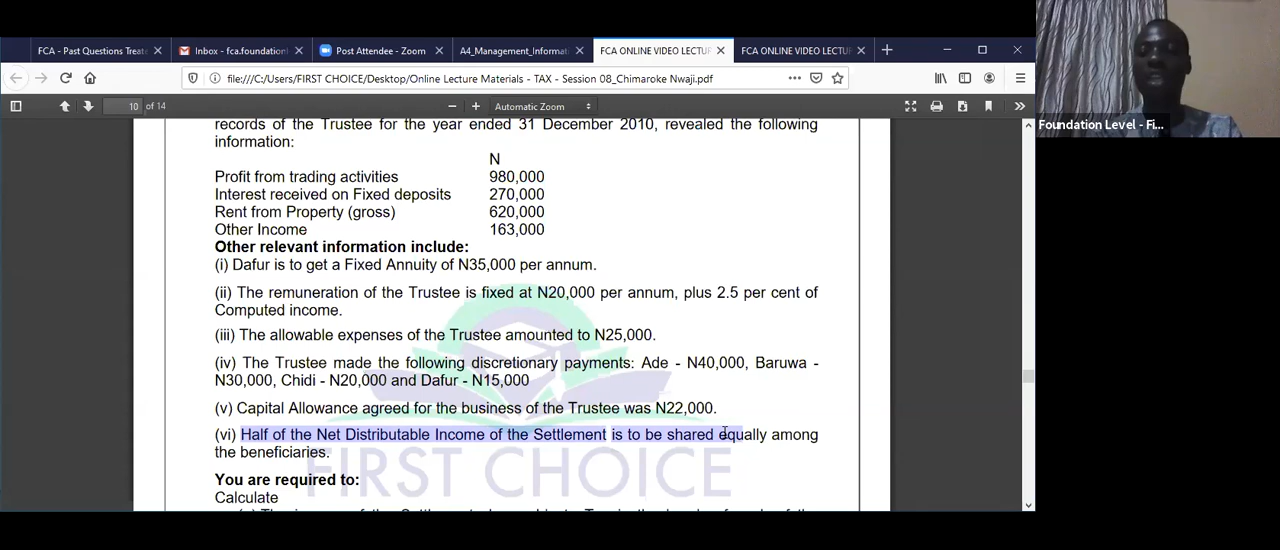 FCA - Past Questions Treate
Inbox - fca.foundation
Post Attendee - Zoom
A4_Management_Informati
FCA ONLINE VIDEO LECTUR
FCA ONLINE VIDEO LECTUR
file:///C:/Users/FIRST CHOICE/Desktop/Online Lecture Materials - TAX - Session 08_Chimaroke Nwaji.pdf
10 of 14
Automatic Zoom
Foundation Level - Fi...
records of the Trustee for the year ended 31 December 2010, revealed the following
information:
N
Profit from trading activities 980,000
Interest received on Fixed deposits 270,000
Rent from Property (gross) 620,000
Other Income 163,000
Other relevant information include:
(i) Dafur is to get a Fixed Annuity of N35,000 per annum.
(ii) The remuneration of the Trustee is fixed at N20,000 per annum, plus 2.5 per cent of
Computed income.
(iii) The allowable expenses of the Trustee amounted to N25,000.
(iv) The Trustee made the following discretionary payments: Ade - N40,000, Baruwa -
N30,000, Chidi - N20,000 and Dafur - N15,000
(v) Capital Allowance agreed for the business of the Trustee was N22,000.
(vi) Half of the Net Distributable Income of the Settlement is to be shared equally among
the beneficiaries.
FIRST CHOICE
You are required to:
Calculate